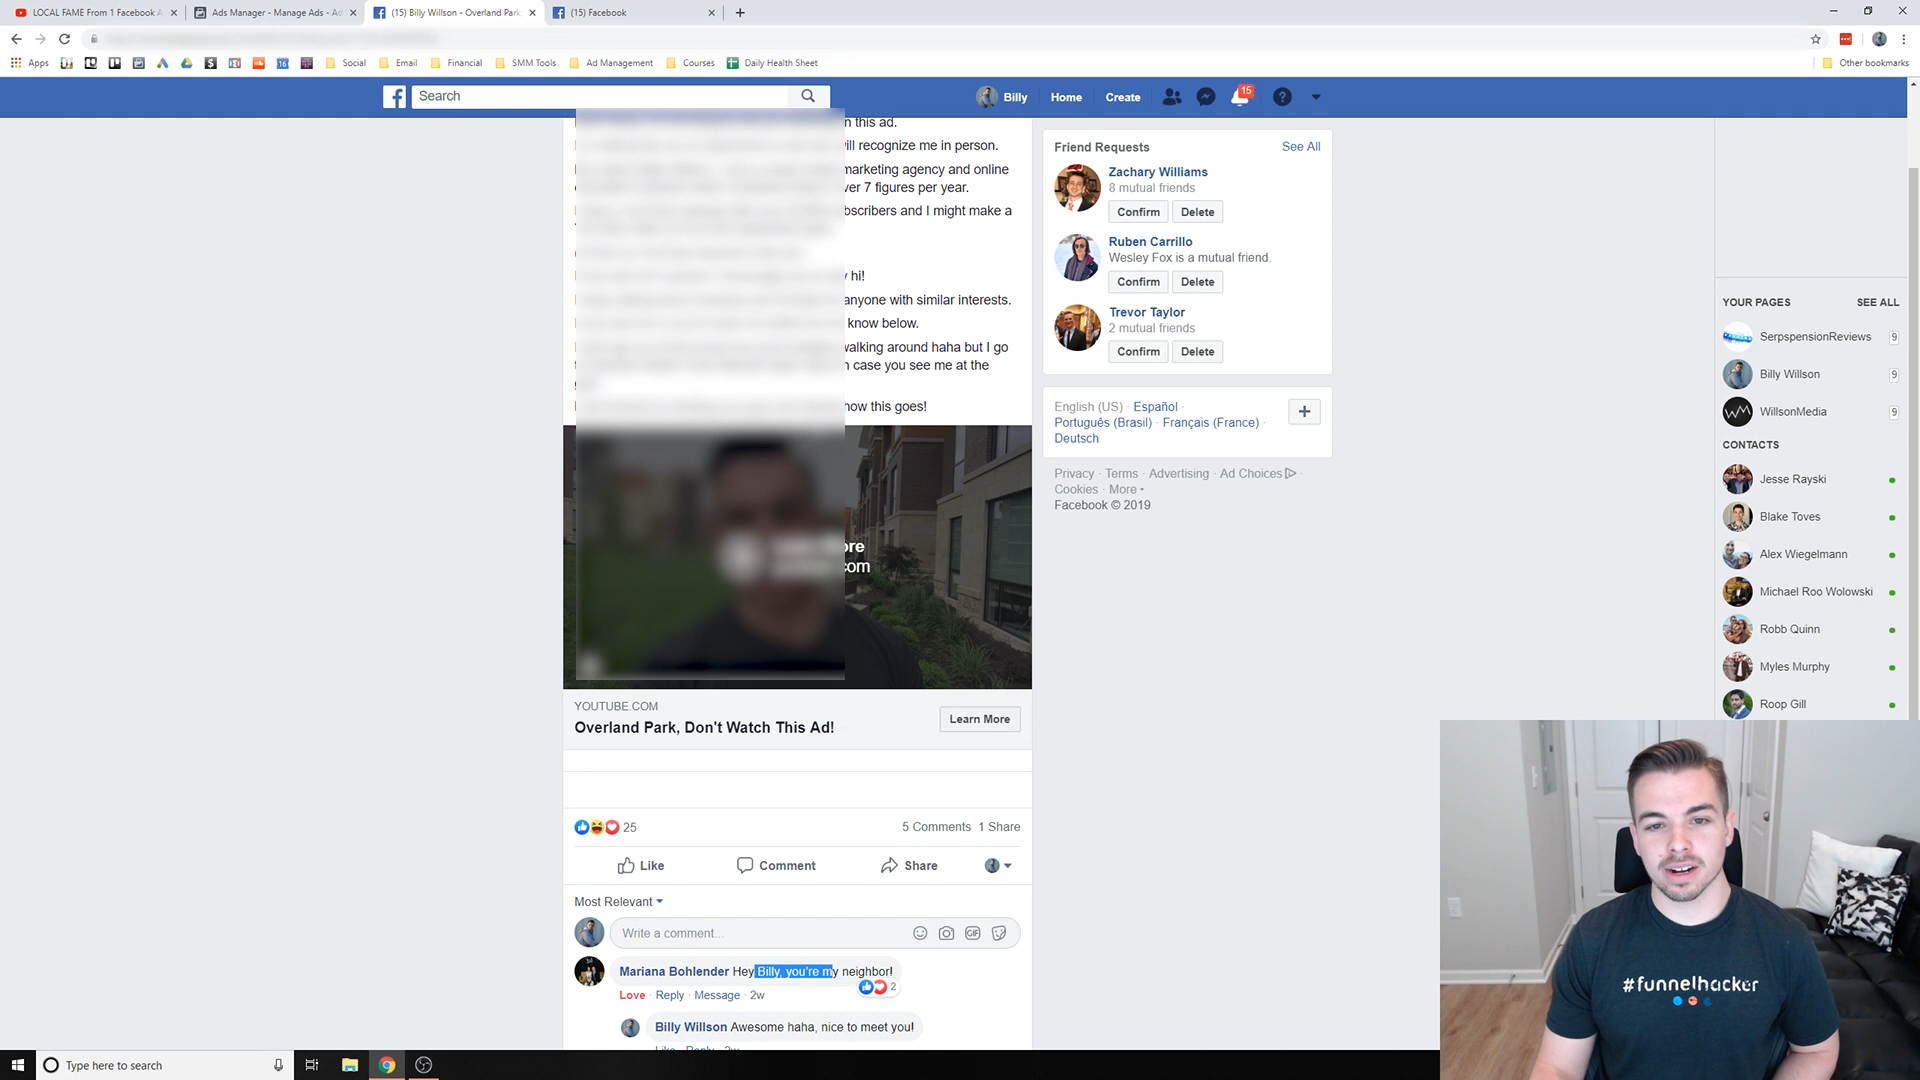 LOCAL FAME From 1 Facebook A
Ads Manager - Manage Ads - Ad
(15) Billy Willson - Overland Park
(15) Facebook
Apps
Social
Email
Financial
SMM Tools
Ad Management
Courses
Daily Health Sheet
Other bookmarks
Search
Billy
Home
Create
15
n this ad.
ill recognize me in person.
marketing agency and online
ver 7 figures per year.
bscribers and I might make a
hi!
anyone with similar interests.
know below.
walking around haha but I go
n case you see me at the
how this goes!
ore
.com
YOUTUBE.COM
Overland Park, Don't Watch This Ad!
Learn More
25
5 Comments 1 Share
Like
Comment
Share
Most Relevant
Write a comment...
GIF
Mariana Bohlender Hey Billy, you're my neighbor!
2
Love · Reply · Message · 2w
Billy Willson Awesome haha, nice to meet you!
Like · Reply · 2w
Friend Requests
See All
Zachary Williams
8 mutual friends
Confirm
Delete
Ruben Carrillo
Wesley Fox is a mutual friend.
Confirm
Delete
Trevor Taylor
2 mutual friends
Confirm
Delete
English (US) · Español ·
Português (Brasil) · Français (France) ·
Deutsch
Privacy · Terms · Advertising · Ad Choices ·
Cookies · More
Facebook © 2019
YOUR PAGES
SEE ALL
SerpspensionReviews
9
Billy Willson
9
WillsonMedia
9
CONTACTS
Jesse Rayski
Blake Toves
Alex Wiegelmann
Michael Roo Wolowski
Robb Quinn
Myles Murphy
Roop Gill
#funnelhacker
Type here to search